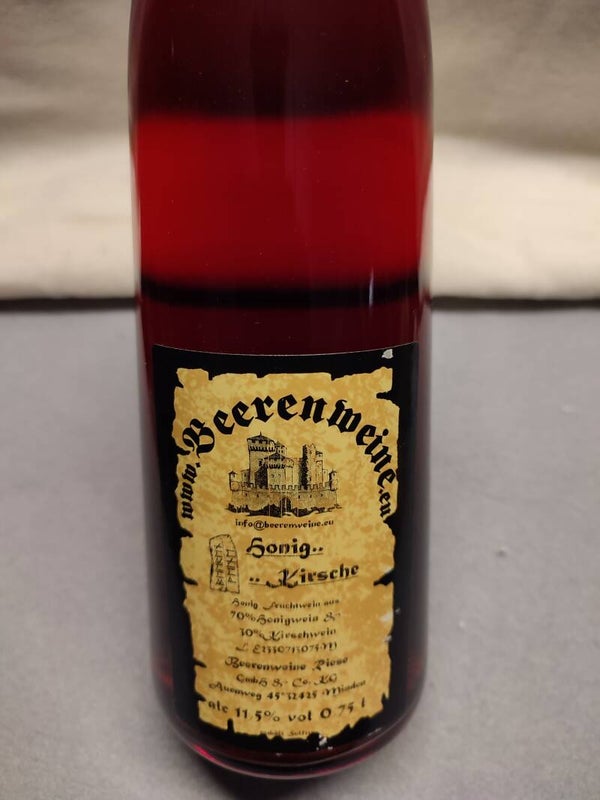 www.Beerenweine.eu
info@beerenweine.eu
Honig..
..Kirsche
Honig Fruchtwein aus
70% Honigwein &
30% Kirschwein
Beerenweine Riese
GmbH & Co. KG
Auenweg 45 32425 Minden
alc 11,5% vol 0,75 l